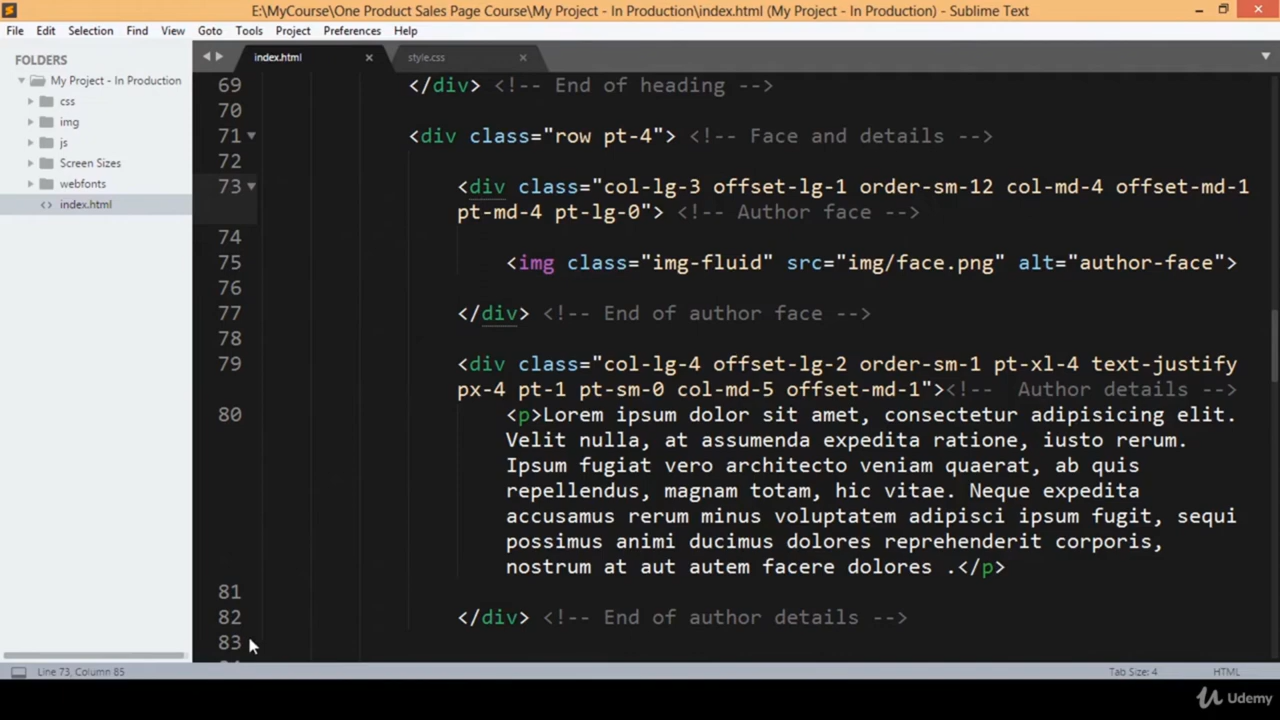 E:\MyCourse\One Product Sales Page Course\My Project - In Production\index.html (My Project - In Production) - Sublime Text
File Edit Selection Find View Goto Tools Project Preferences Help
FOLDERS
My Project - In Production
css
img
js
Screen Sizes
webfonts
<> index.html
index.html ×
style.css ×
69 </div> <!-- End of heading -->
70
71 <div class="row pt-4"> <!-- Face and details -->
72
73 <div class="col-lg-3 offset-lg-1 order-sm-12 col-md-4 offset-md-1
pt-md-4 pt-lg-0"> <!-- Author face -->
74
75 <img class="img-fluid" src="img/face.png" alt="author-face">
76
77 </div> <!-- End of author face -->
78
79 <div class="col-lg-4 offset-lg-2 order-sm-1 pt-xl-4 text-justify
px-4 pt-1 pt-sm-0 col-md-5 offset-md-1"><!--  Author details -->
80 <p>Lorem ipsum dolor sit amet, consectetur adipisicing elit.
Velit nulla, at assumenda expedita ratione, iusto rerum.
Ipsum fugiat vero architecto veniam quaerat, ab quis
repellendus, magnam totam, hic vitae. Neque expedita
accusamus rerum minus voluptatem adipisci ipsum fugit, sequi
possimus animi ducimus dolores reprehenderit corporis,
nostrum at aut autem facere dolores .</p>
81
82 </div> <!-- End of author details -->
83
Line 73, Column 85
Tab Size: 4
HTML
Udemy